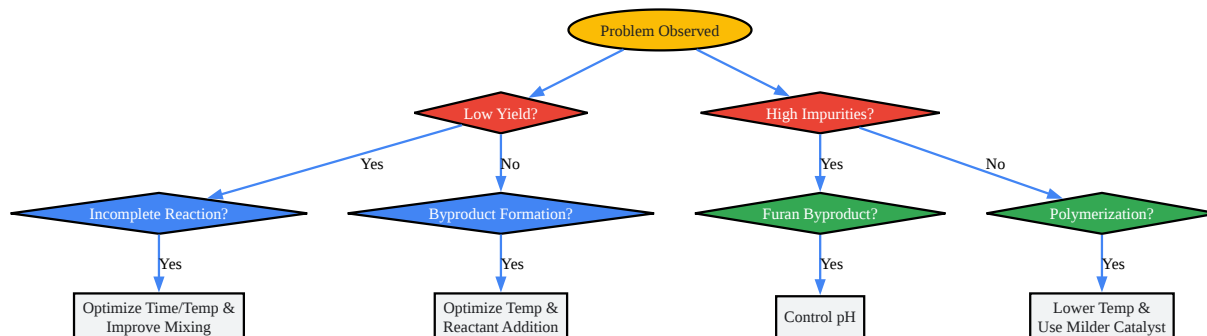 Problem Observed
Low Yield?
High Impurities?
Yes
No
Yes
No
Incomplete Reaction?
Byproduct Formation?
Furan Byproduct?
Polymerization?
Yes
Yes
Yes
Yes
Optimize Time/Temp &
Improve Mixing
Optimize Temp &
Reactant Addition
Control pH
Lower Temp &
Use Milder Catalyst